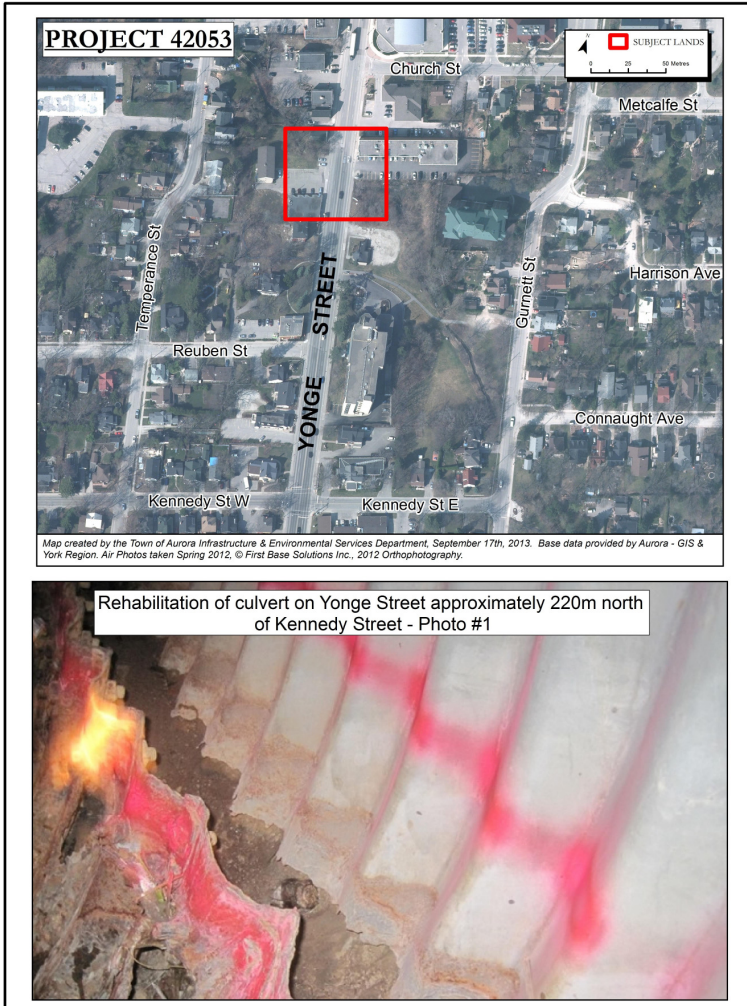 PROJECT 42053
N
SUBJECT LANDS
0 25 50 Metres
Church St
Metcalfe St
Temperance St
YONGE STREET
Gurnett St
Harrison Ave
Reuben St
Connaught Ave
Kennedy St W
Kennedy St E
Map created by the Town of Aurora Infrastructure & Environmental Services Department, September 17th, 2013. Base data provided by Aurora - GIS &
York Region. Air Photos taken Spring 2012, © First Base Solutions Inc., 2012 Orthophotography.
Rehabilitation of culvert on Yonge Street approximately 220m north
of Kennedy Street - Photo #1